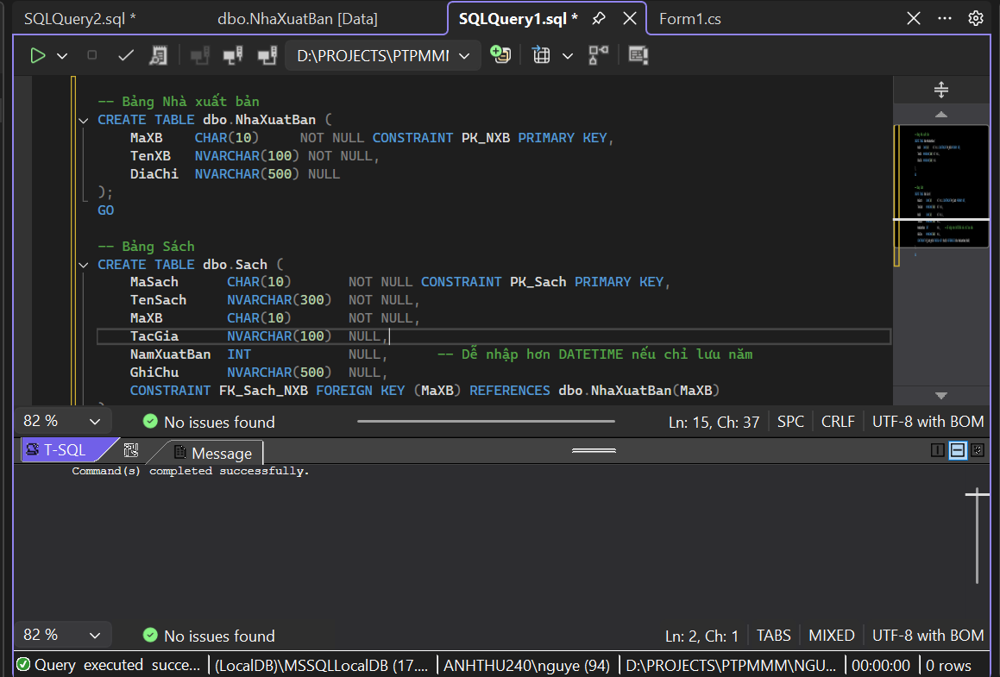 SQLQuery2.sql * dbo.NhaXuatBan [Data] SQLQuery1.sql * Form1.cs
D:\PROJECTS\PTPMM
-- Bảng Nhà xuất bản
CREATE TABLE dbo.NhaXuatBan (
MaXB CHAR(10) NOT NULL CONSTRAINT PK_NXB PRIMARY KEY,
TenXB NVARCHAR(100) NOT NULL,
DiaChi NVARCHAR(500) NULL
);
GO
-- Bảng Sách
CREATE TABLE dbo.Sach (
MaSach CHAR(10) NOT NULL CONSTRAINT PK_Sach PRIMARY KEY,
TenSach NVARCHAR(300) NOT NULL,
MaXB CHAR(10) NOT NULL,
TacGia NVARCHAR(100) NULL,
NamXuatBan INT NULL, -- Dễ nhập hơn DATETIME nếu chỉ lưu năm
GhiChu NVARCHAR(500) NULL,
CONSTRAINT FK_Sach_NXB FOREIGN KEY (MaXB) REFERENCES dbo.NhaXuatBan(MaXB)
82 % No issues found Ln: 15, Ch: 37 SPC CRLF UTF-8 with BOM
T-SQL Message
Command(s) completed successfully.
82 % No issues found Ln: 2, Ch: 1 TABS MIXED UTF-8 with BOM
Query executed succe... (LocalDB)\MSSQLLocalDB (17.... ANHTHU240\nguye (94) D:\PROJECTS\PTPMMM\NGU... 00:00:00 0 rows